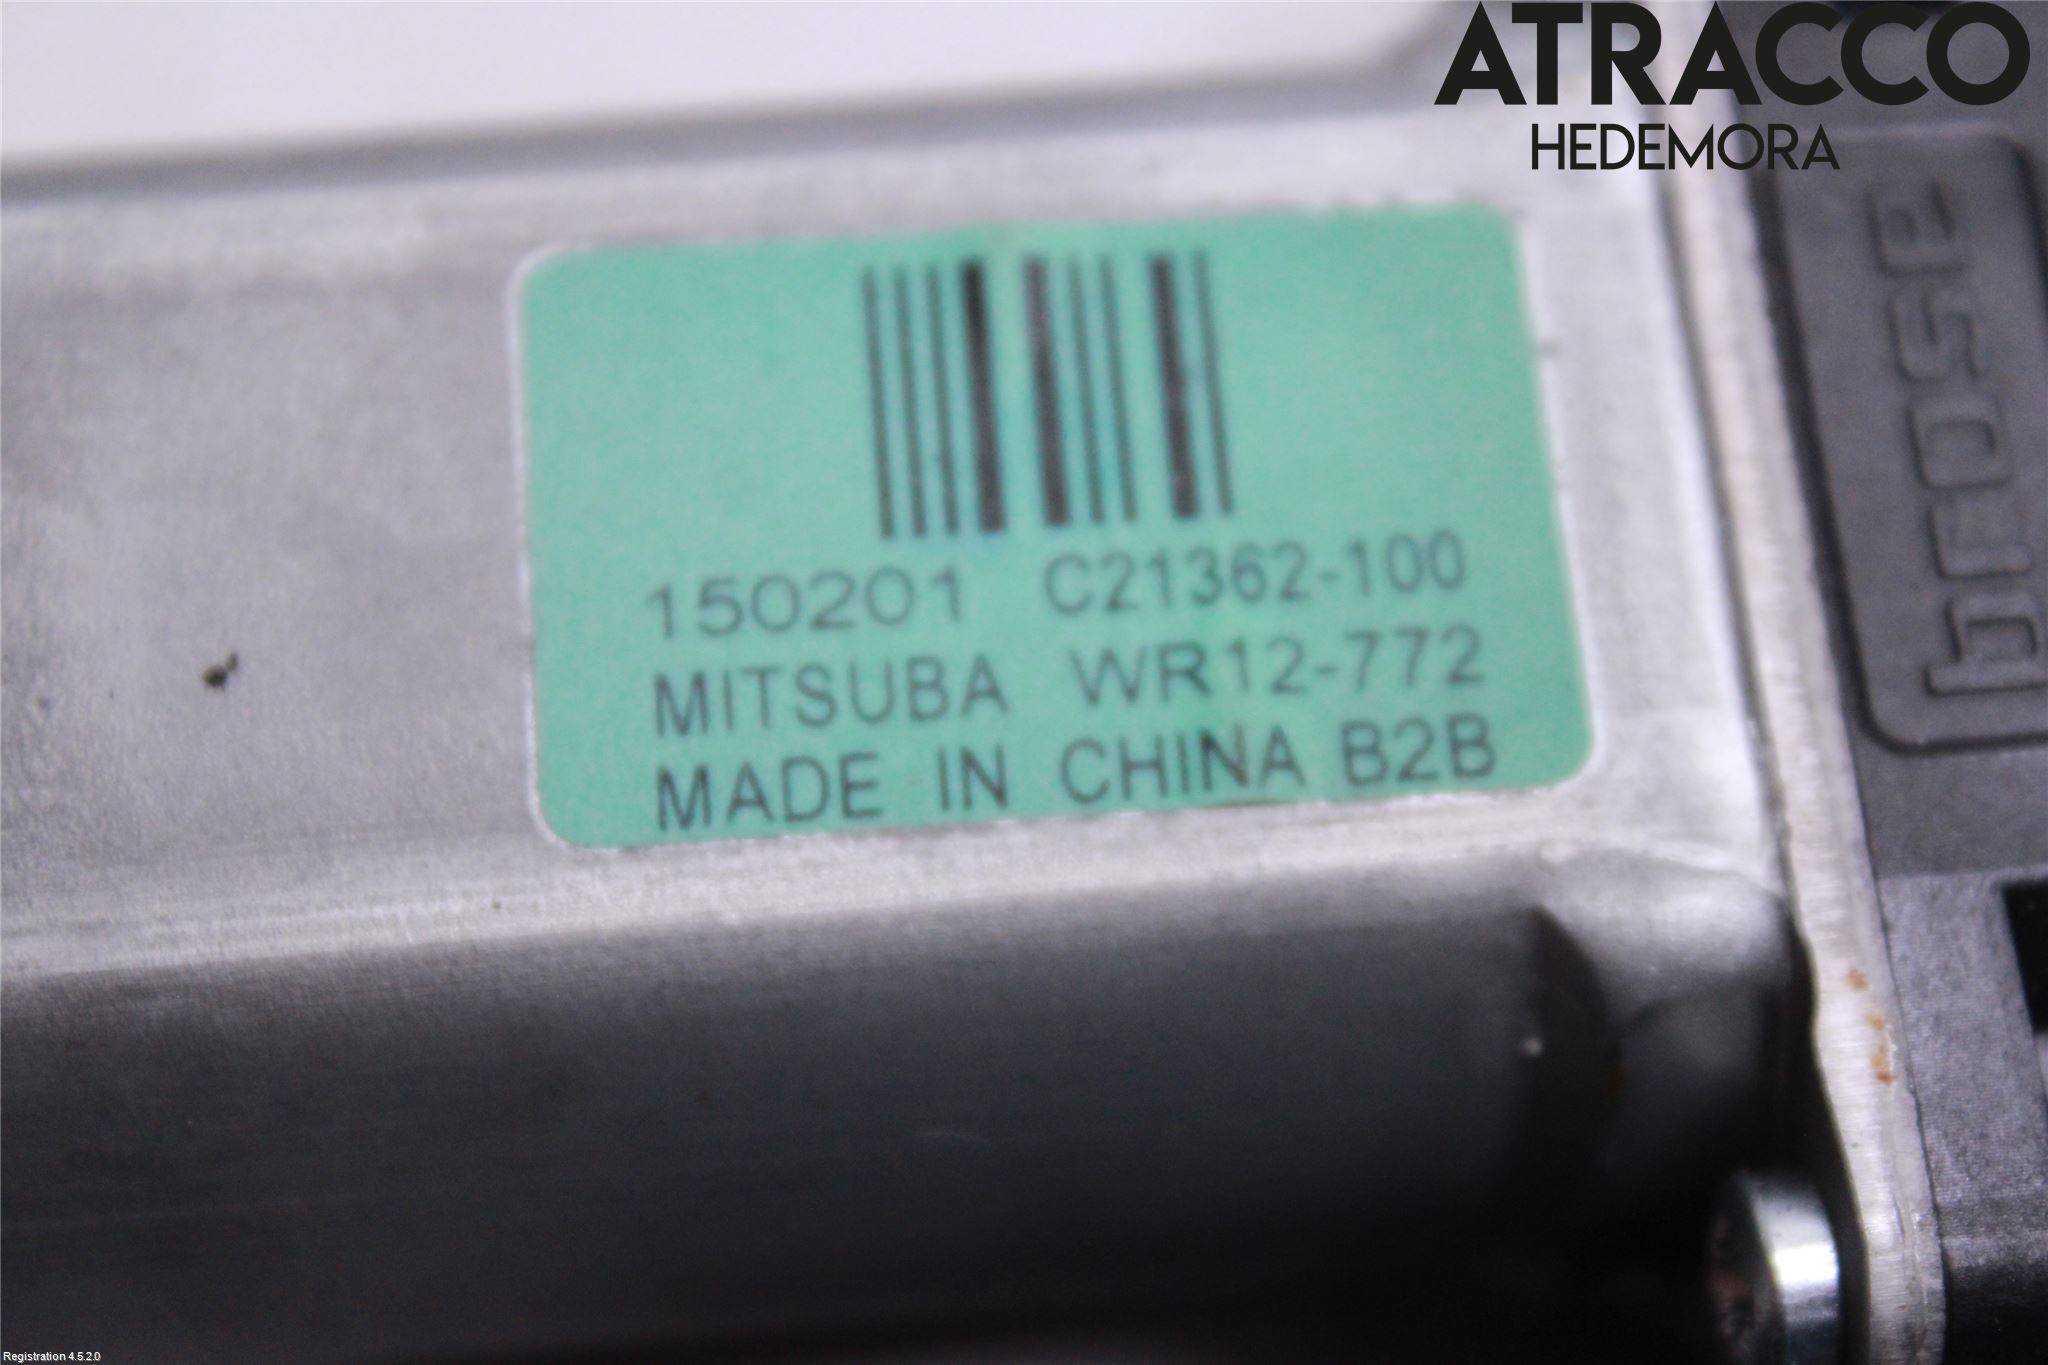 ATRACCO
HEDEMORA
brose
150201 C21362-100
MITSUBA WR12-772
MADE IN CHINA B2B
Registration 4.5.2.0